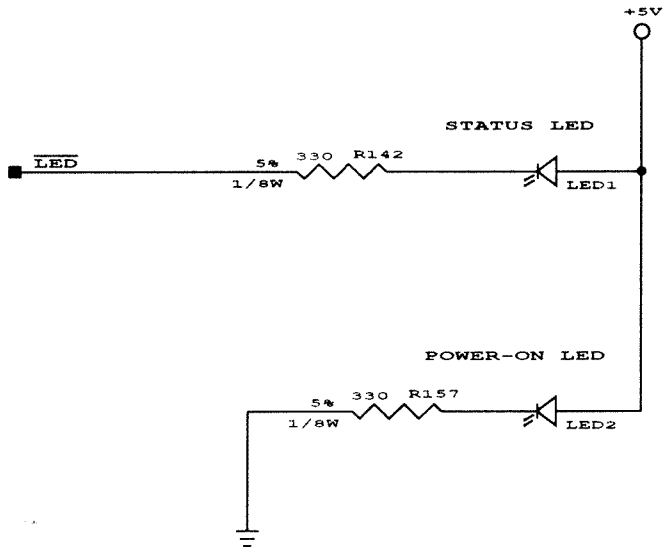 +5V
STATUS LED
LED
5% 330 R142
1/8W
LED1
POWER-ON LED
5% 330 R157
1/8W
LED2